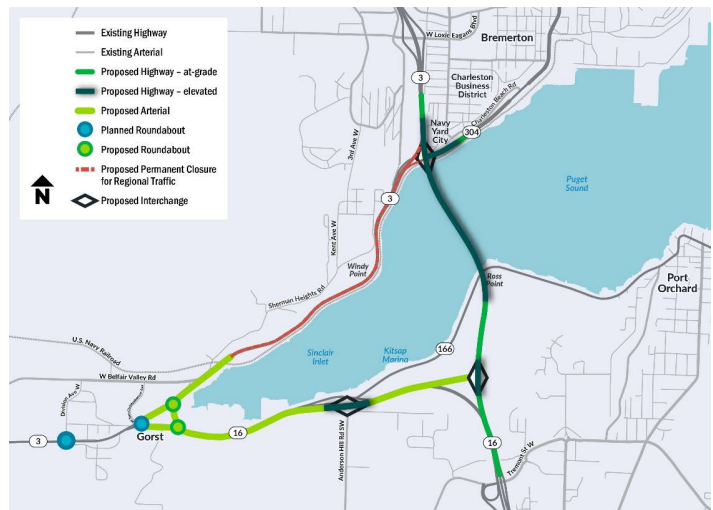 Existing Highway
Existing Arterial
Proposed Highway – at-grade
Proposed Highway – elevated
Proposed Arterial
Planned Roundabout
Proposed Roundabout
Proposed Permanent Closure
for Regional Traffic
Proposed Interchange
N
W Loxie Eagans Blvd
Bremerton
3
Charleston
Business
District
Charleston Beach Rd
Navy
Yard
City
304
3rd Ave W
Puget
Sound
3
Kent Ave W
Windy
Point
Ross
Point
Port
Orchard
Sherman Heights Rd
U.S. Navy Railroad
Sinclair
Inlet
Kitsap
Marina
166
W Belfair Valley Rd
Division Ave W
3
Gorst
16
Anderson Hill Rd SW
16
Tremont St W